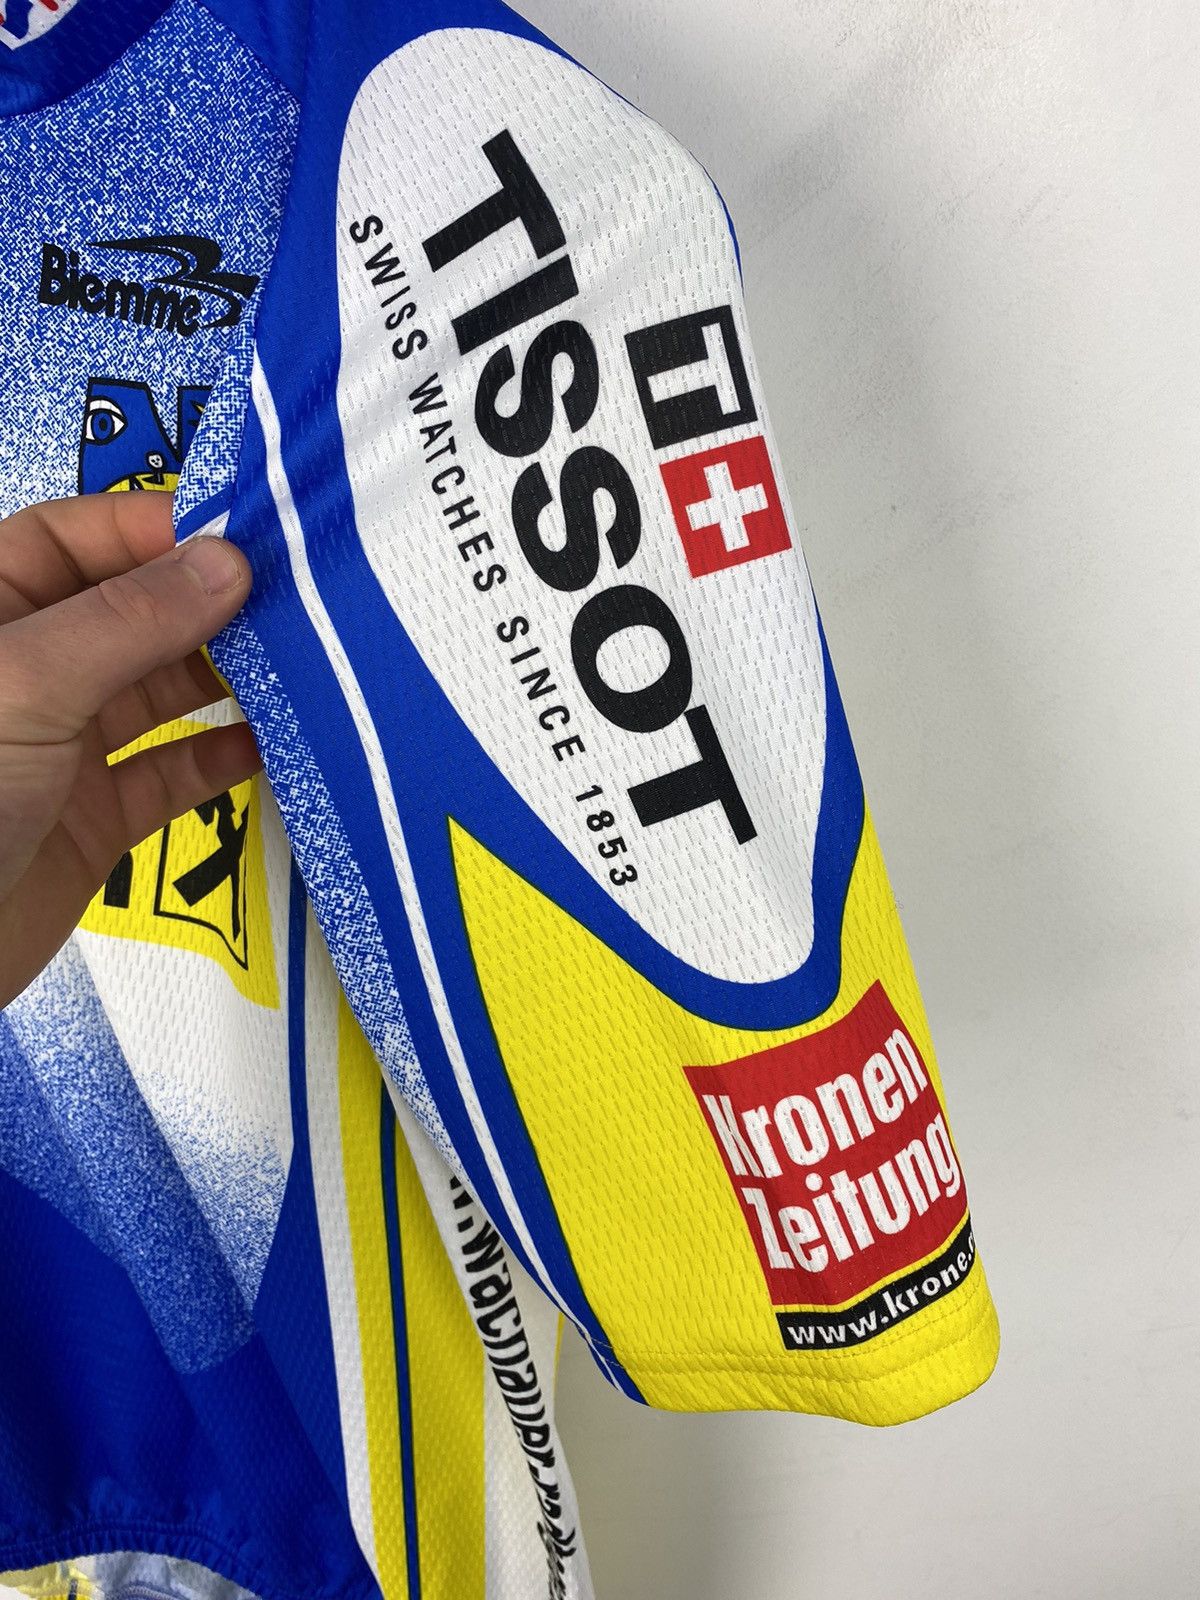 Biemme
TISSOT
SWISS WATCHES SINCE 1853
T+
Kronen
Zeitung
www.krone.